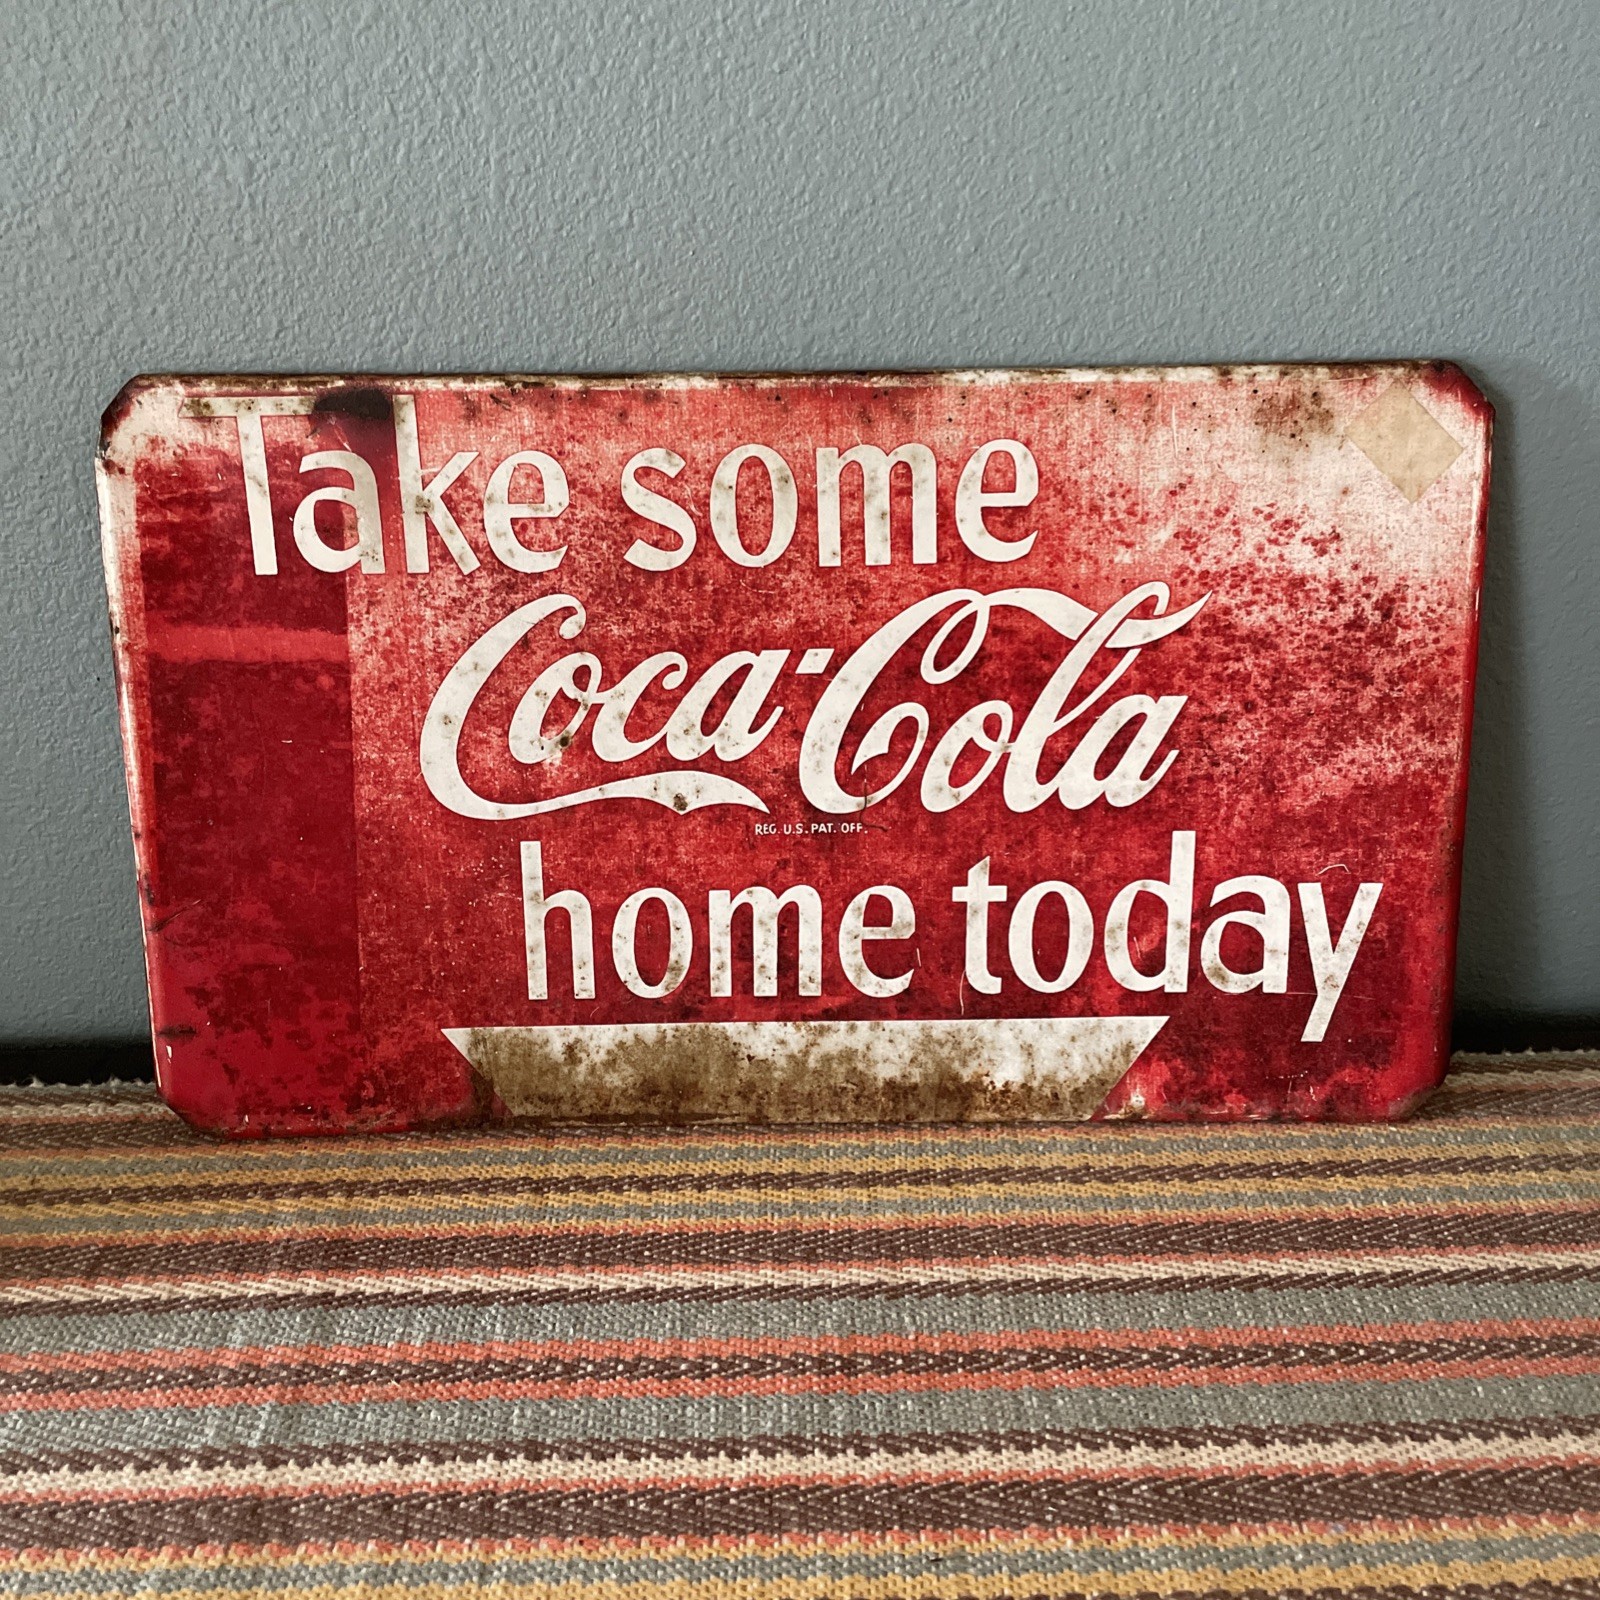 Take some
Coca-Cola
REG. U.S. PAT. OFF.
home today